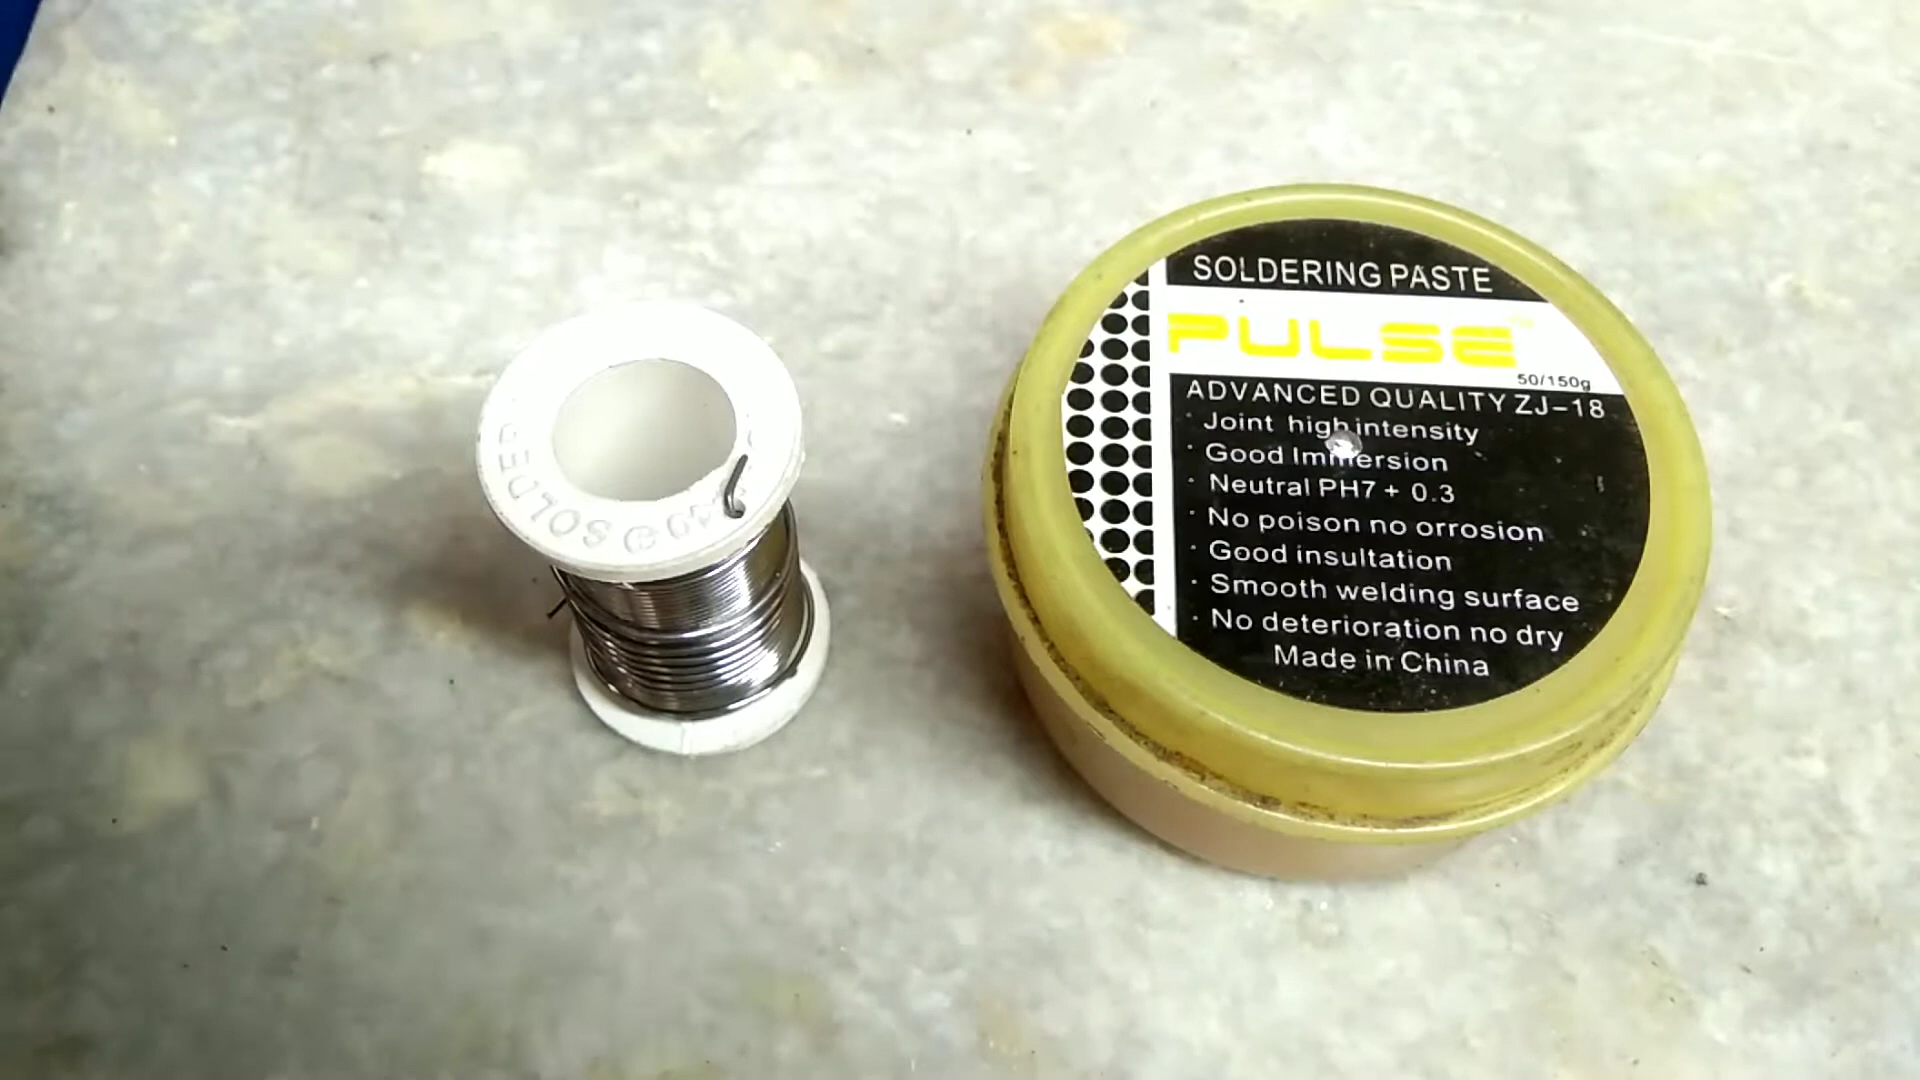 SOLDER
SOLDERING PASTE
PULSE
50/150g
ADVANCED QUALITY ZJ-18
· Joint high intensity
· Good Immersion
· Neutral PH7 + 0.3
· No poison no orrosion
· Good insultation
· Smooth welding surface
· No deterioration no dry
Made in China